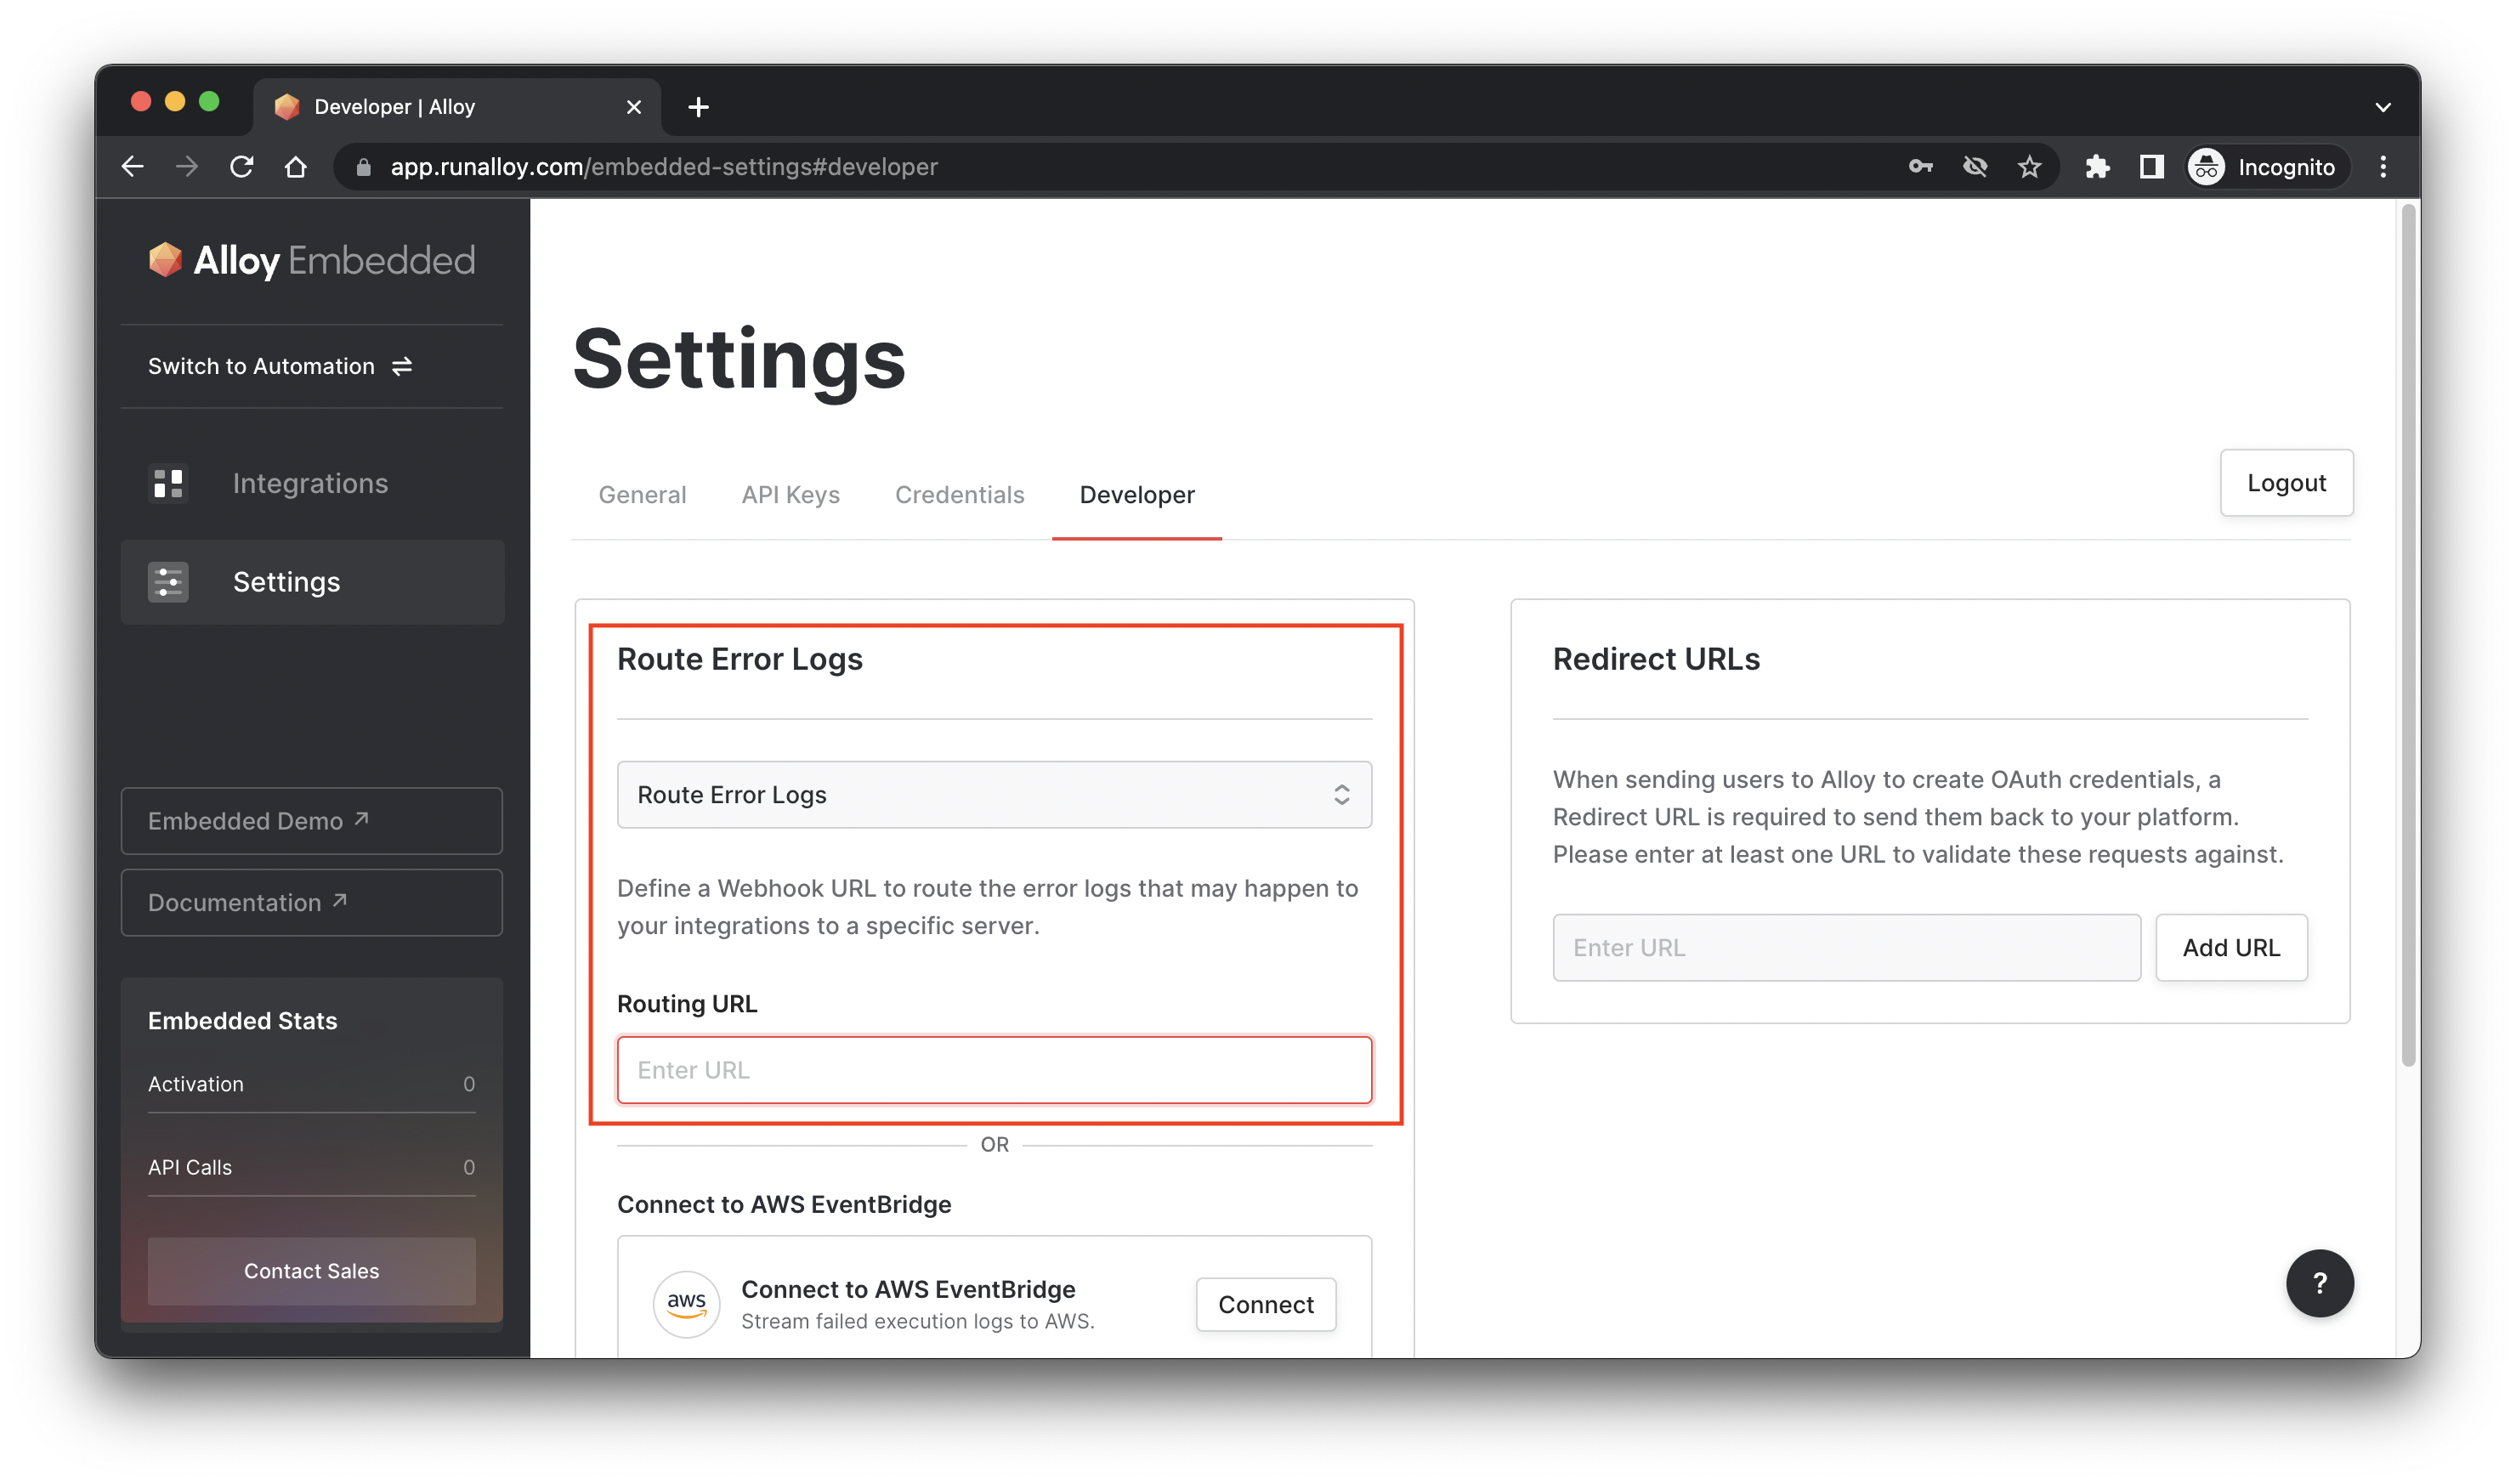 Developer | Alloy
app.runalloy.com/embedded-settings#developer
Incognito
Alloy Embedded
Switch to Automation
Integrations
Settings
Embedded Demo
Documentation
Embedded Stats
Activation 0
API Calls 0
Contact Sales
Settings
General API Keys Credentials Developer
Logout
Route Error Logs
Route Error Logs
Define a Webhook URL to route the error logs that may happen to
your integrations to a specific server.
Routing URL
Enter URL
OR
Connect to AWS EventBridge
aws
Connect to AWS EventBridge
Stream failed execution logs to AWS.
Connect
Redirect URLs
When sending users to Alloy to create OAuth credentials, a
Redirect URL is required to send them back to your platform.
Please enter at least one URL to validate these requests against.
Enter URL
Add URL
?